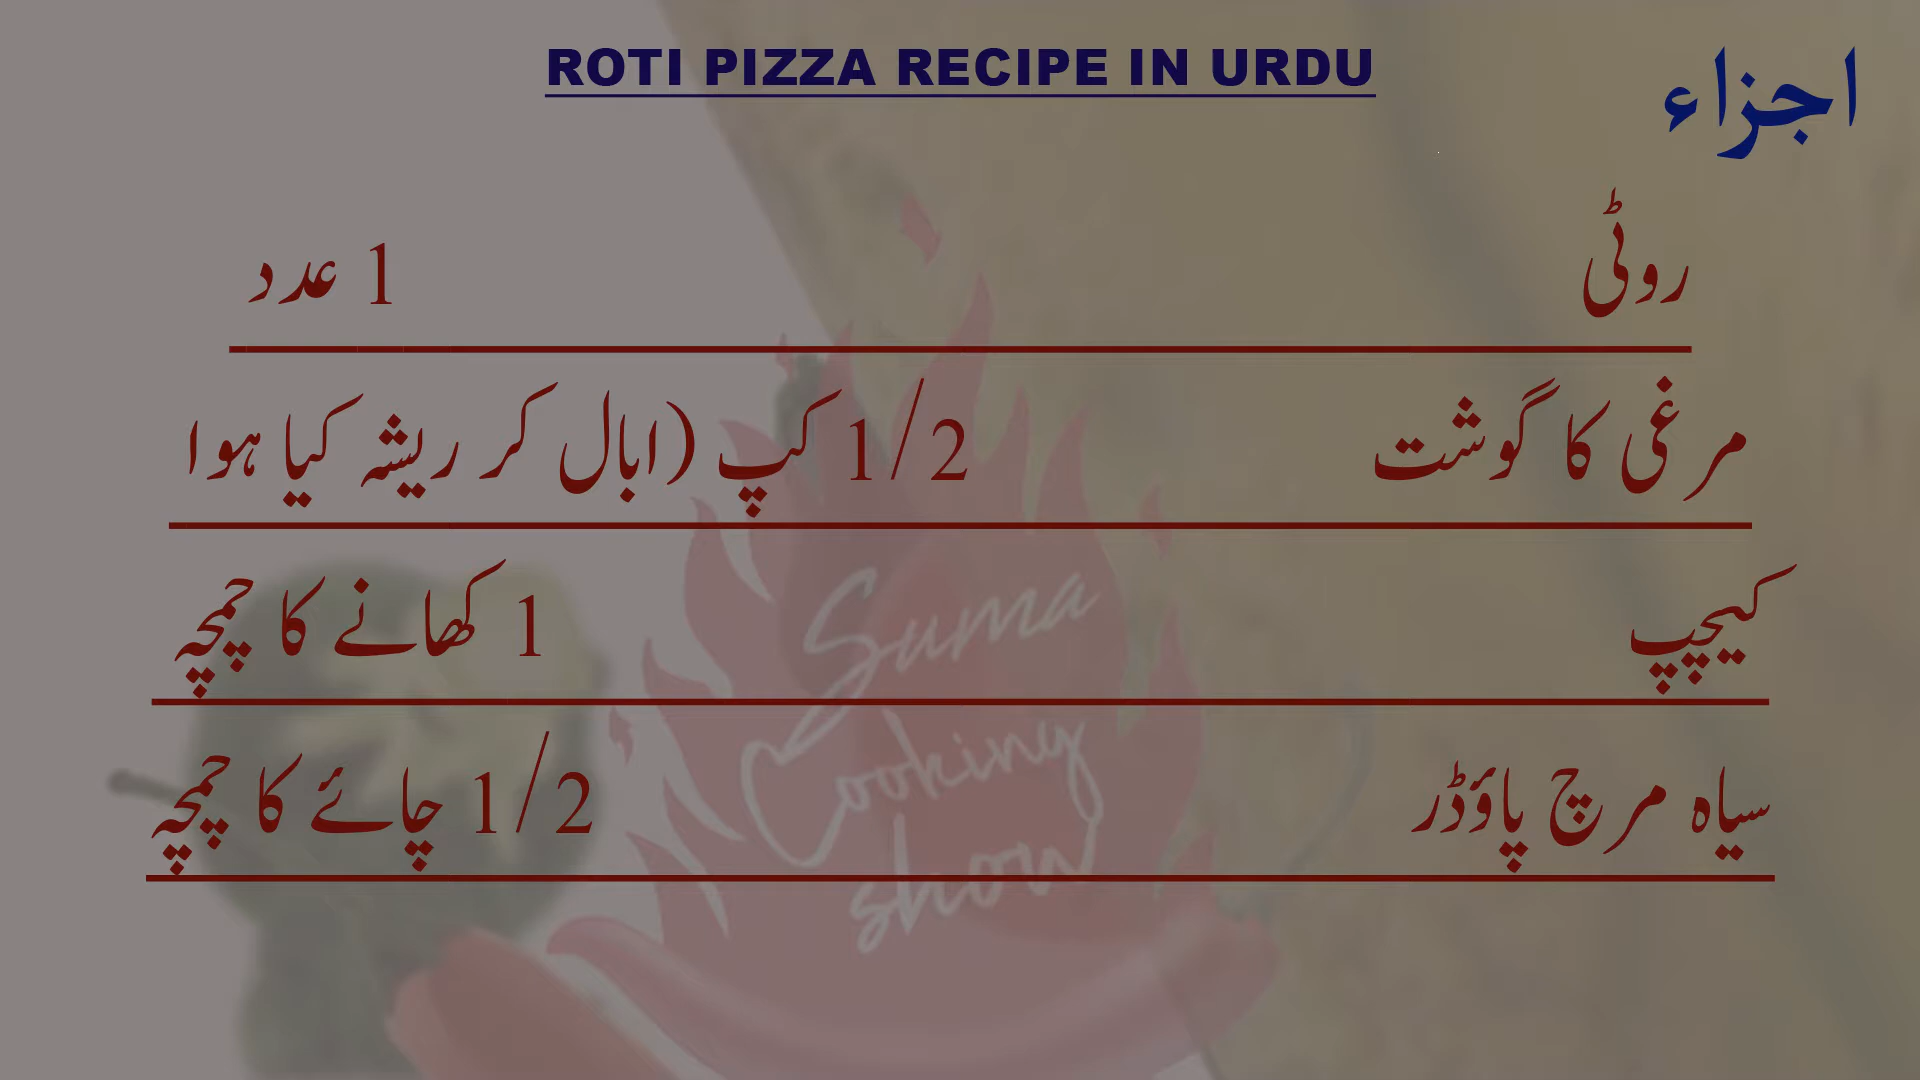 ROTI PIZZA RECIPE IN URDU
اجزاء
روٹی 1 عدد
مرغی کا گوشت 1/2 کپ (ابال کر ریشہ کیا ہوا
کیچپ 1 کھانے کا چمچہ
سیاہ مرچ پاؤڈر 1/2 چائے کا چمچہ
Suma
Cooking
show